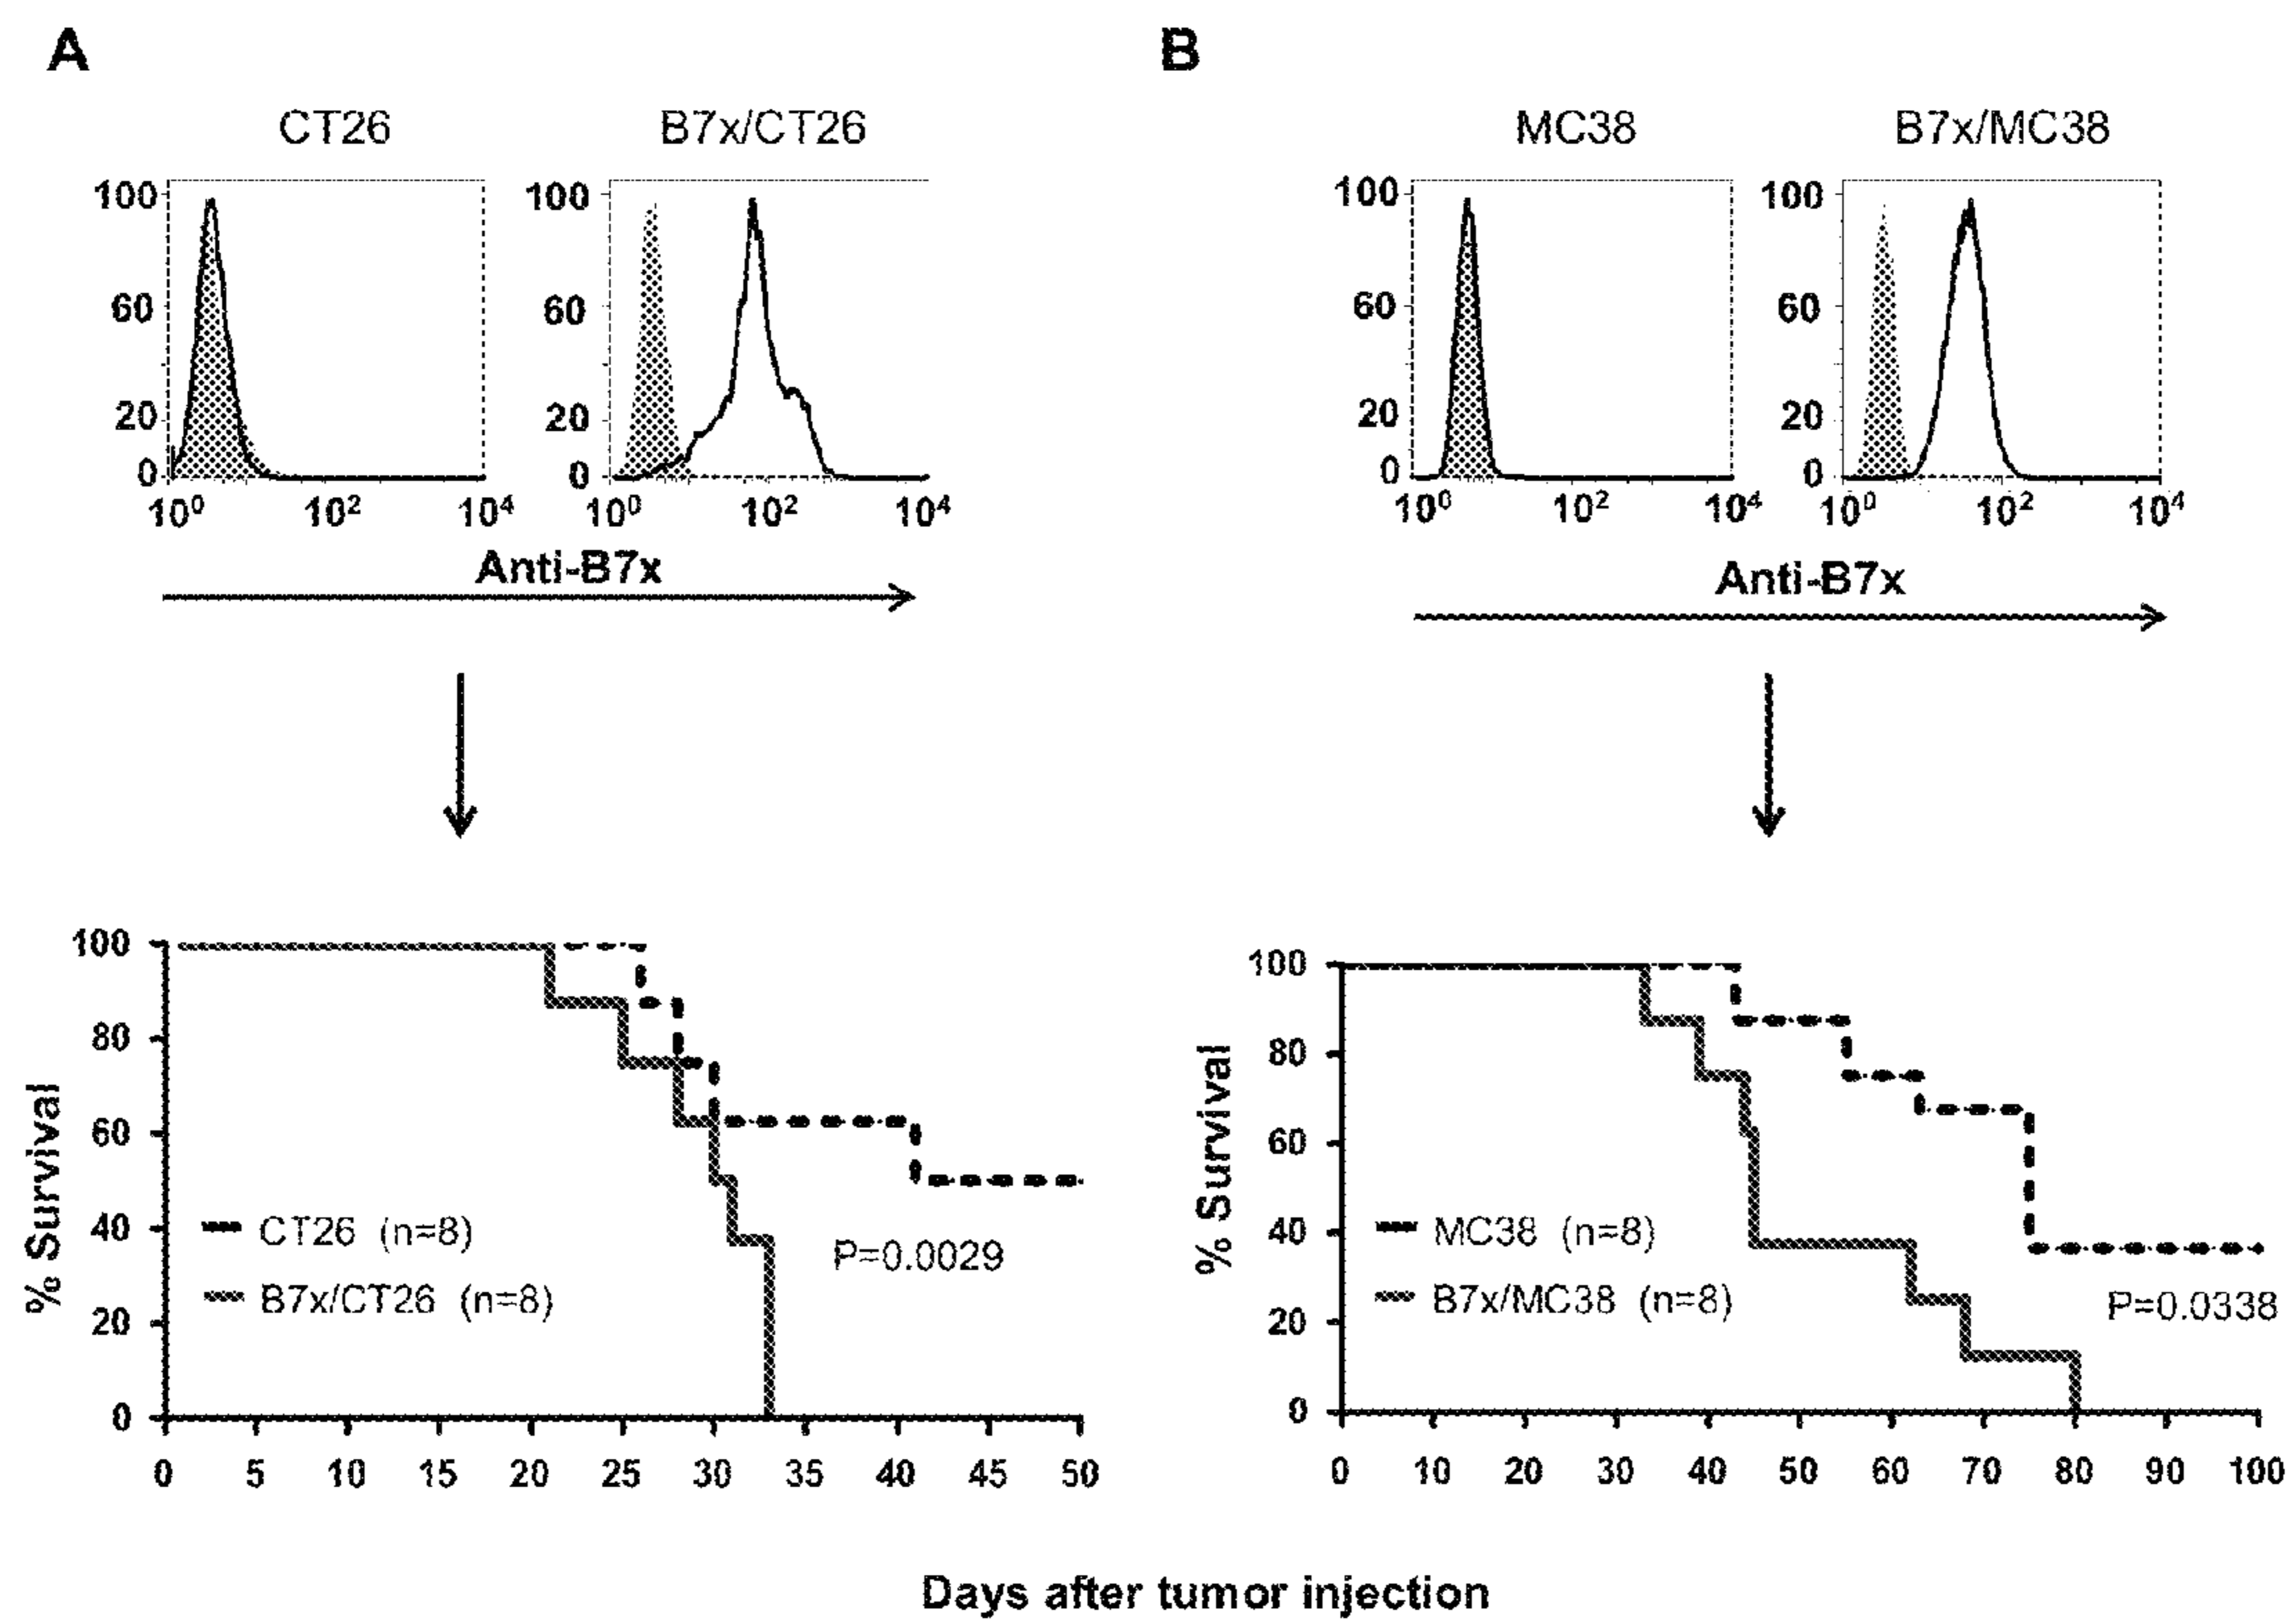 A
B
CT26
B7x/CT26
MC38
B7x/MC38
100
60
20
0
10⁰ 10² 10⁴
100
60
20
0
10⁰ 10² 10⁴
Anti-B7x
100
60
20
0
10⁰ 10² 10⁴
100
60
20
0
10⁰ 10² 10⁴
Anti-B7x
% Survival
100
80
60
40
20
0
CT26 (n=8)
B7x/CT26 (n=8)
P=0.0029
0 5 10 15 20 25 30 35 40 45 50
% Survival
100
80
60
40
20
0
MC38 (n=8)
B7x/MC38 (n=8)
P=0.0338
0 10 20 30 40 50 60 70 80 90 100
Days after tumor injection